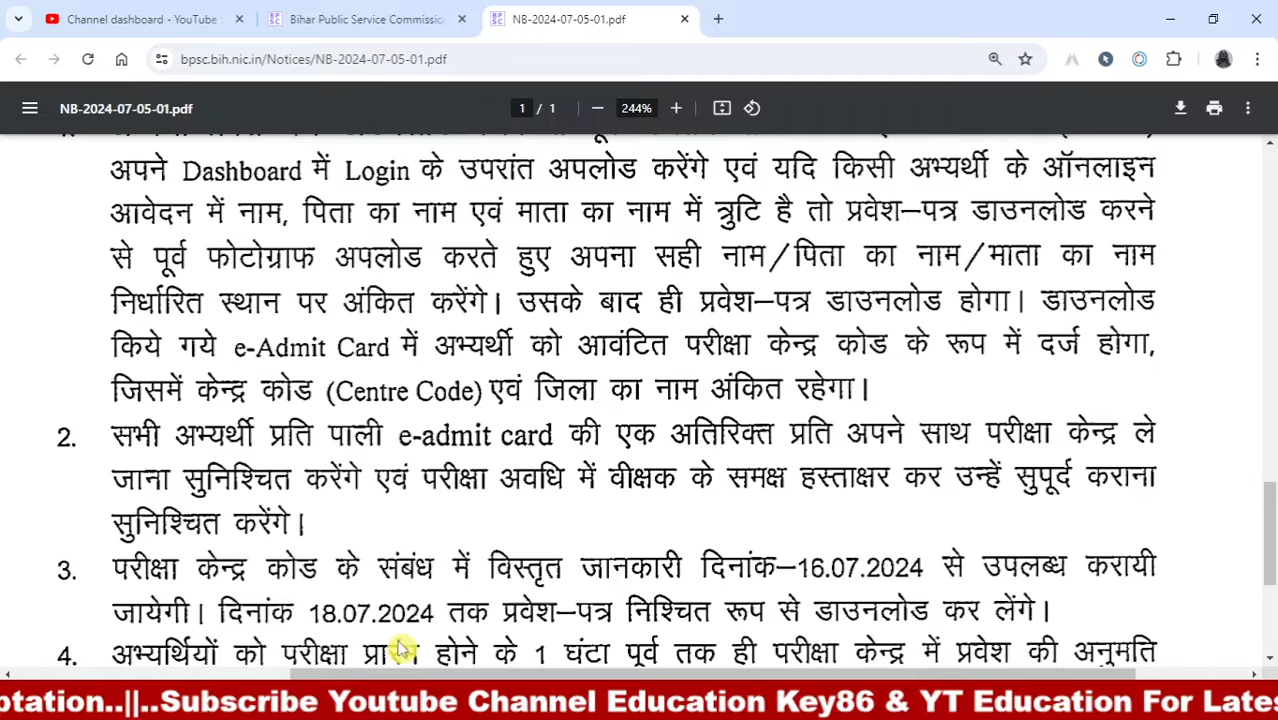 Channel dashboard - YouTube
Bihar Public Service Commissio
NB-2024-07-05-01.pdf
bpsc.bih.nic.in/Notices/NB-2024-07-05-01.pdf
NB-2024-07-05-01.pdf
1 / 1
244%
अपने Dashboard में Login के उपरांत अपलोड करेंगे एवं यदि किसी अभ्यर्थी के ऑनलाइन
आवेदन में नाम, पिता का नाम एवं माता का नाम में त्रुटि है तो प्रवेश–पत्र डाउनलोड करने
से पूर्व फोटोग्राफ अपलोड करते हुए अपना सही नाम/पिता का नाम/माता का नाम
निर्धारित स्थान पर अंकित करेंगे। उसके बाद ही प्रवेश–पत्र डाउनलोड होगा। डाउनलोड
किये गये e-Admit Card में अभ्यर्थी को आवंटित परीक्षा केन्द्र कोड के रूप में दर्ज होगा,
जिसमें केन्द्र कोड (Centre Code) एवं जिला का नाम अंकित रहेगा।
2. सभी अभ्यर्थी प्रति पाली e-admit card की एक अतिरिक्त प्रति अपने साथ परीक्षा केन्द्र ले
जाना सुनिश्चित करेंगे एवं परीक्षा अवधि में वीक्षक के समक्ष हस्ताक्षर कर उन्हें सुपूर्द कराना
सुनिश्चित करेंगे।
3. परीक्षा केन्द्र कोड के संबंध में विस्तृत जानकारी दिनांक–16.07.2024 से उपलब्ध करायी
जायेगी। दिनांक 18.07.2024 तक प्रवेश–पत्र निश्चित रूप से डाउनलोड कर लेंगे।
4. अभ्यर्थियों को परीक्षा होने के 1 घंटा पूर्व तक ही परीक्षा केन्द्र में प्रवेश की अनुमति
ptation..||..Subscribe Youtube Channel Education Key86 & YT Education For Lates